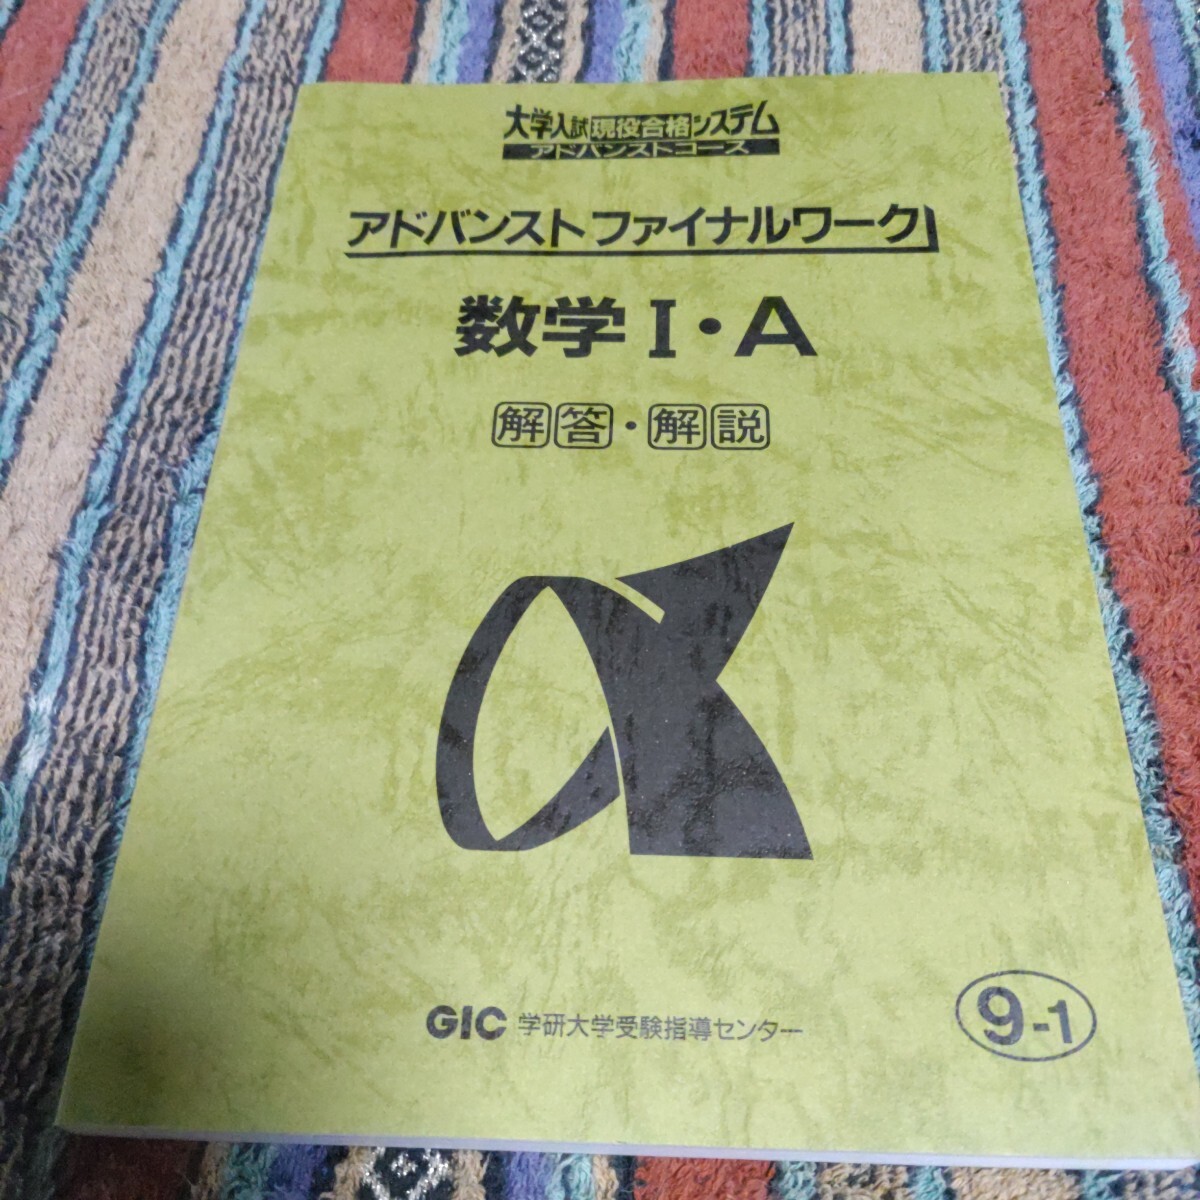 大学入試現役合格システム
アドバンストコース
アドバンスト ファイナルワーク
数学 I・A
解答・解説
α
GIC 学研大学受験指導センター
9-1